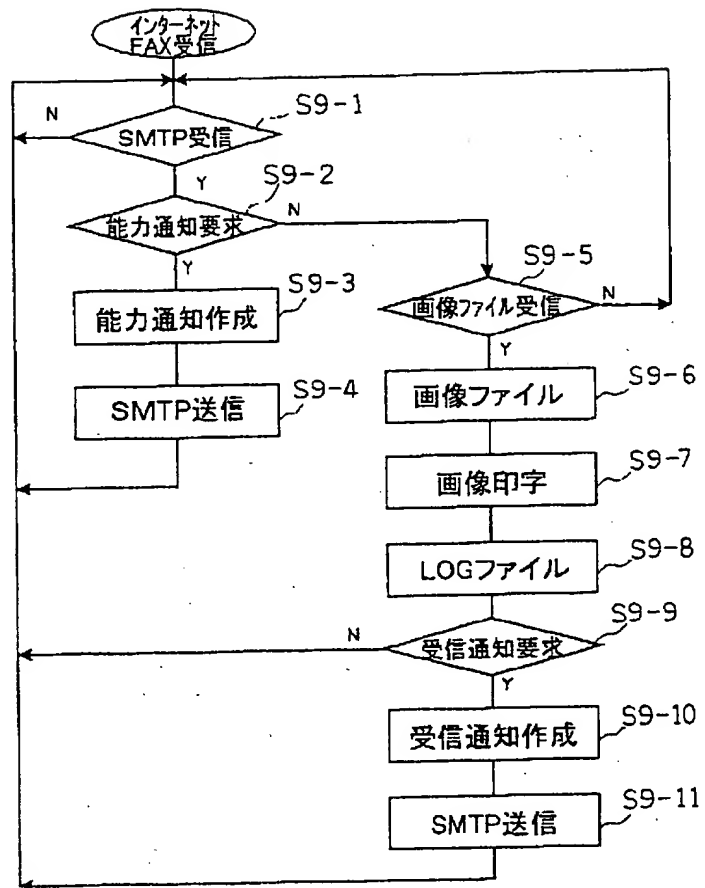 インターネット
FAX受信
N
S9-1
SMTP受信
Y
S9-2
能力通知要求
N
Y
S9-3
能力通知作成
S9-4
SMTP送信
S9-5
画像ファイル受信
N
Y
S9-6
画像ファイル
S9-7
画像印字
S9-8
LOGファイル
S9-9
N
受信通知要求
Y
S9-10
受信通知作成
S9-11
SMTP送信